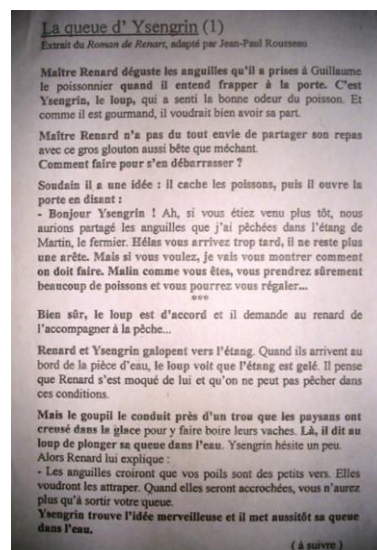 La queue d' Ysengrin (1)
Extrait du Roman de Renart, adapté par Jean-Paul Rousseau
Maître Renard déguste les anguilles qu'il a prises à Guillaume
le poissonnier quand il entend frapper à la porte. C'est
Ysengrin, le loup, qui a senti la bonne odeur du poisson. Et
comme il est gourmand, il voudrait bien avoir sa part.
Maître Renard n'a pas du tout envie de partager son repas
avec ce gros glouton aussi bête que méchant.
Comment faire pour s'en débarrasser ?
Soudain il a une idée : il cache les poissons, puis il ouvre la
porte en disant :
- Bonjour Ysengrin ! Ah, si vous étiez venu plus tôt, nous
aurions partagé les anguilles que j'ai pêchées dans l'étang de
Martin, le fermier. Hélas vous arrivez trop tard, il ne reste plus
une arête. Mais si vous voulez, je vais vous montrer comment
on doit faire. Malin comme vous êtes, vous prendrez sûrement
beaucoup de poissons et vous pourrez vous régaler...
***
Bien sûr, le loup est d'accord et il demande au renard de
l'accompagner à la pêche...
Renard et Ysengrin galopent vers l'étang. Quand ils arrivent au
bord de la pièce d'eau, le loup voit que l'étang est gelé. Il pense
que Renard s'est moqué de lui et qu'on ne peut pas pêcher dans
ces conditions.
Mais le goupil le conduit près d'un trou que les paysans ont
creusé dans la glace pour y faire boire leurs vaches. Là, il dit au
loup de plonger sa queue dans l'eau. Ysengrin hésite un peu.
Alors Renard lui explique :
- Les anguilles croiront que vos poils sont des petits vers. Elles
voudront les attraper. Quand elles seront accrochées, vous n'aurez
plus qu'à sortir votre queue.
Ysengrin trouve l'idée merveilleuse et il met aussitôt sa queue
dans l'eau.
( à suivre )